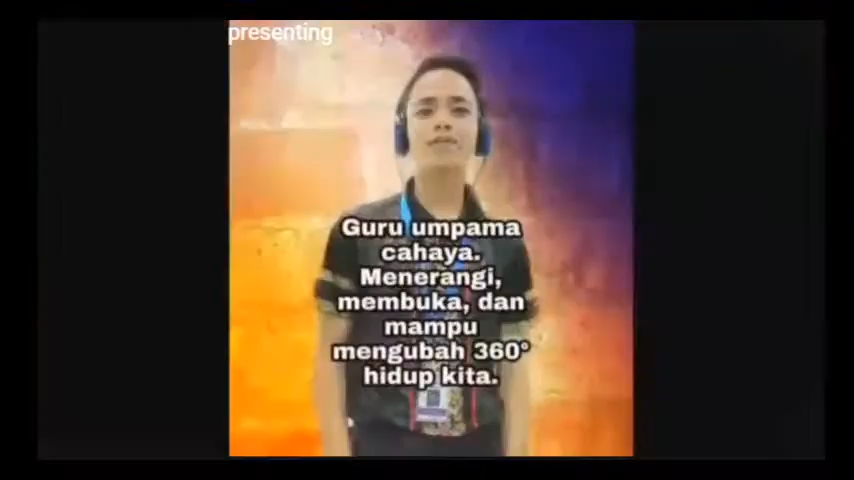 presenting
Guru umpama
cahaya.
Menerangi,
membuka, dan
mampu
mengubah 360°
hidup kita.